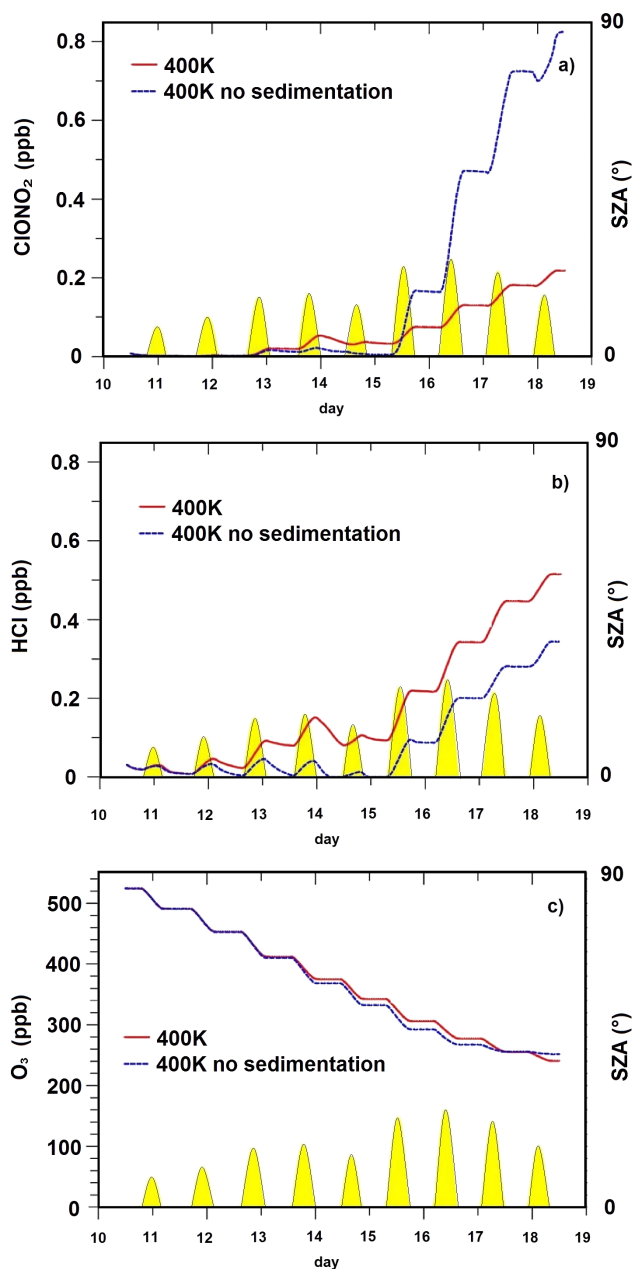 90
0.8
400K
a)
400K no sedimentation
0.6
ClONO₂ (ppb)
SZA (°)
0.4
0.2
0
0
10 11 12 13 14 15 16 17 18 19
day
90
0.8
b)
400K
400K no sedimentation
0.6
HCl (ppb)
SZA (°)
0.4
0.2
0
0
10 11 12 13 14 15 16 17 18 19
day
90
500
c)
400
O₃ (ppb)
SZA (°)
300
400K
400K no sedimentation
200
100
0
0
10 11 12 13 14 15 16 17 18 19
day